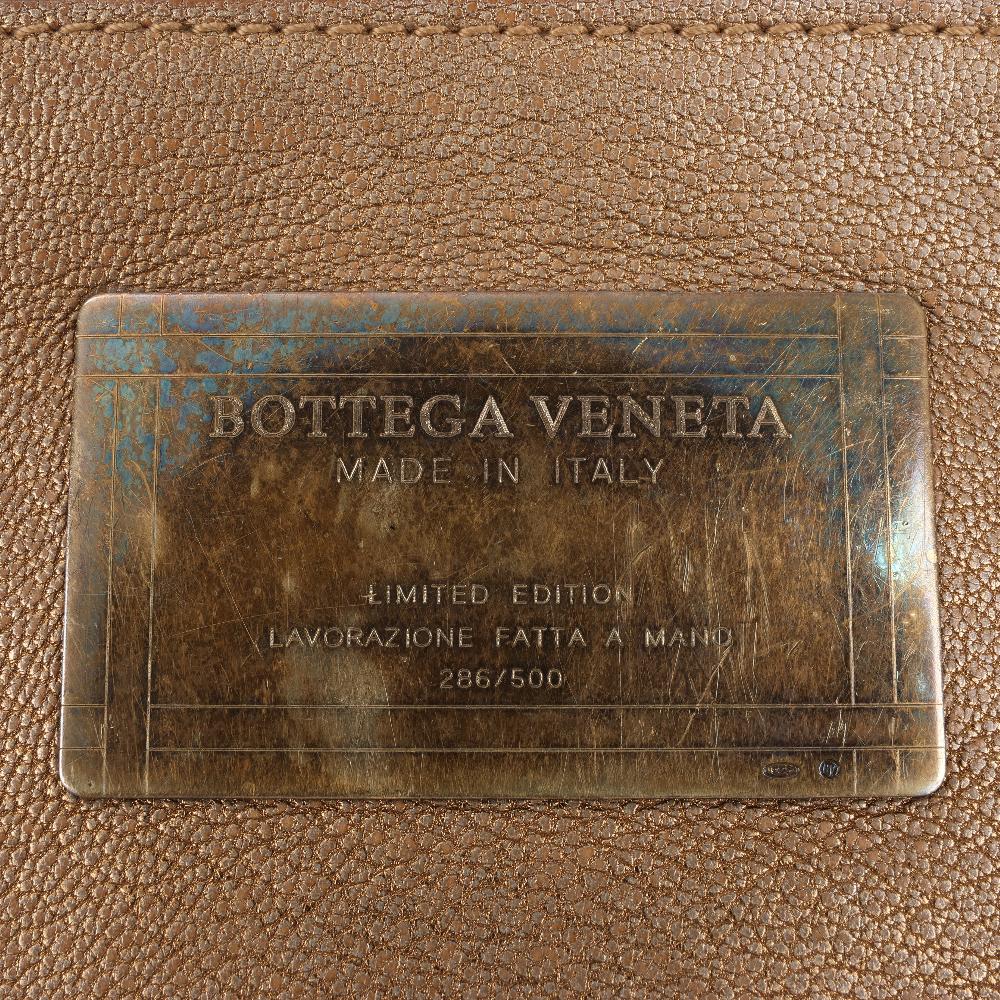 BOTTEGA VENETA
MADE IN ITALY
LIMITED EDITION
LAVORAZIONE FATTA A MANO
286/500